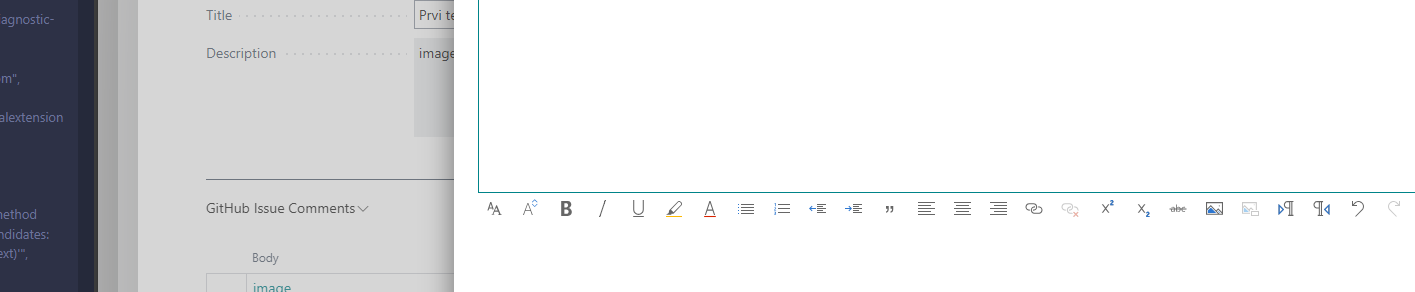 agnostic-
m",
alextension
nethod
ndidates:
ext)'",
Title
Prvi te
Description
image
GitHub Issue Comments
Body
image